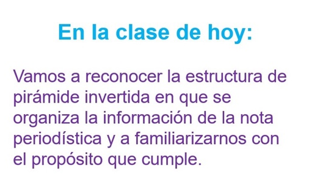 En la clase de hoy:
Vamos a reconocer la estructura de
pirámide invertida en que se
organiza la información de la nota
periodística y a familiarizarnos con
el propósito que cumple.